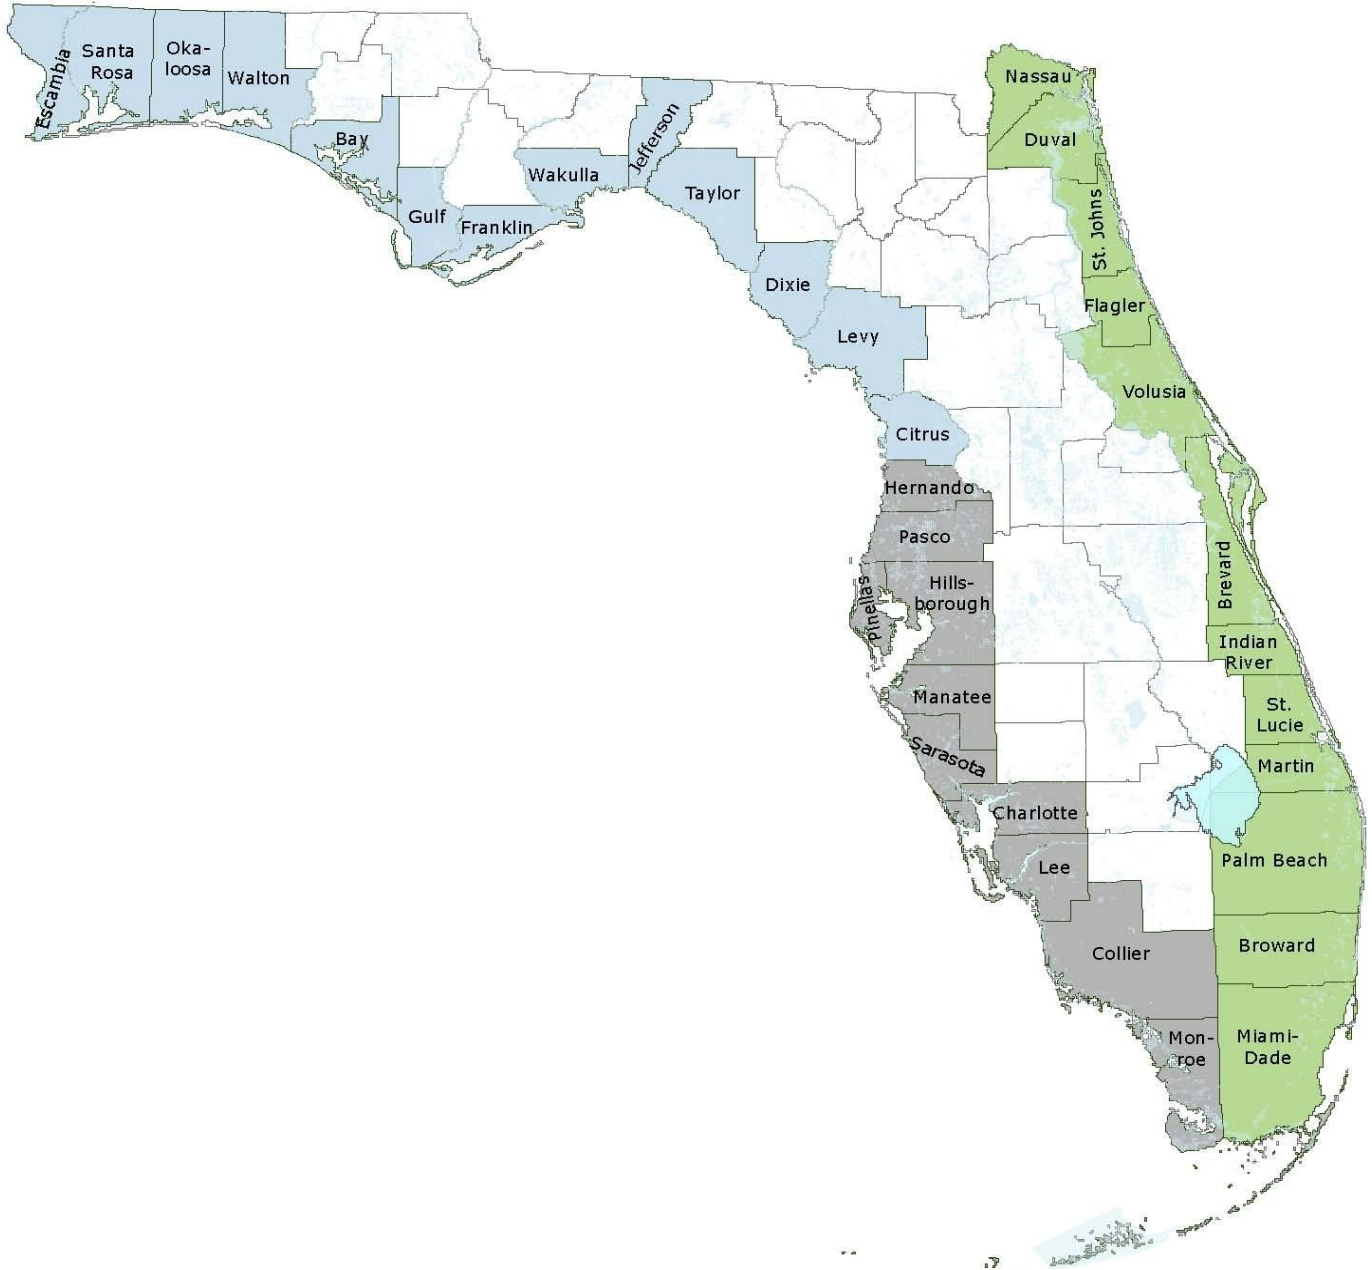 Escambia
Santa
Rosa
Oka-
loosa
Walton
Bay
Gulf
Franklin
Wakulla
Jefferson
Taylor
Dixie
Levy
Citrus
Hernando
Pasco
Pinellas
Hills-
borough
Manatee
Sarasota
Charlotte
Lee
Collier
Mon-
roe
Nassau
Duval
St. Johns
Flagler
Volusia
Brevard
Indian
River
St.
Lucie
Martin
Palm Beach
Broward
Miami-
Dade